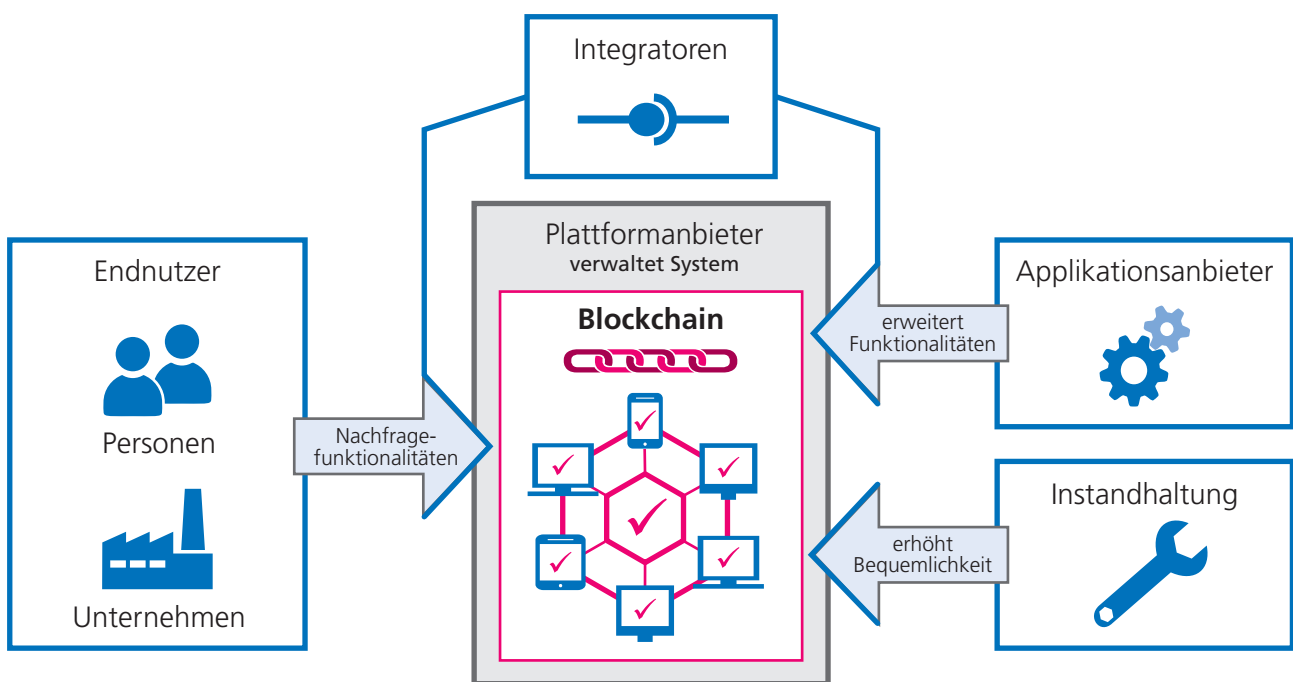 Integratoren
Plattformanbieter
verwaltet System
Blockchain
Endnutzer
Personen
Unternehmen
Nachfrage-
funktionalitäten
Applikationsanbieter
erweitert
Funktionalitäten
Instandhaltung
erhöht
Bequemlichkeit